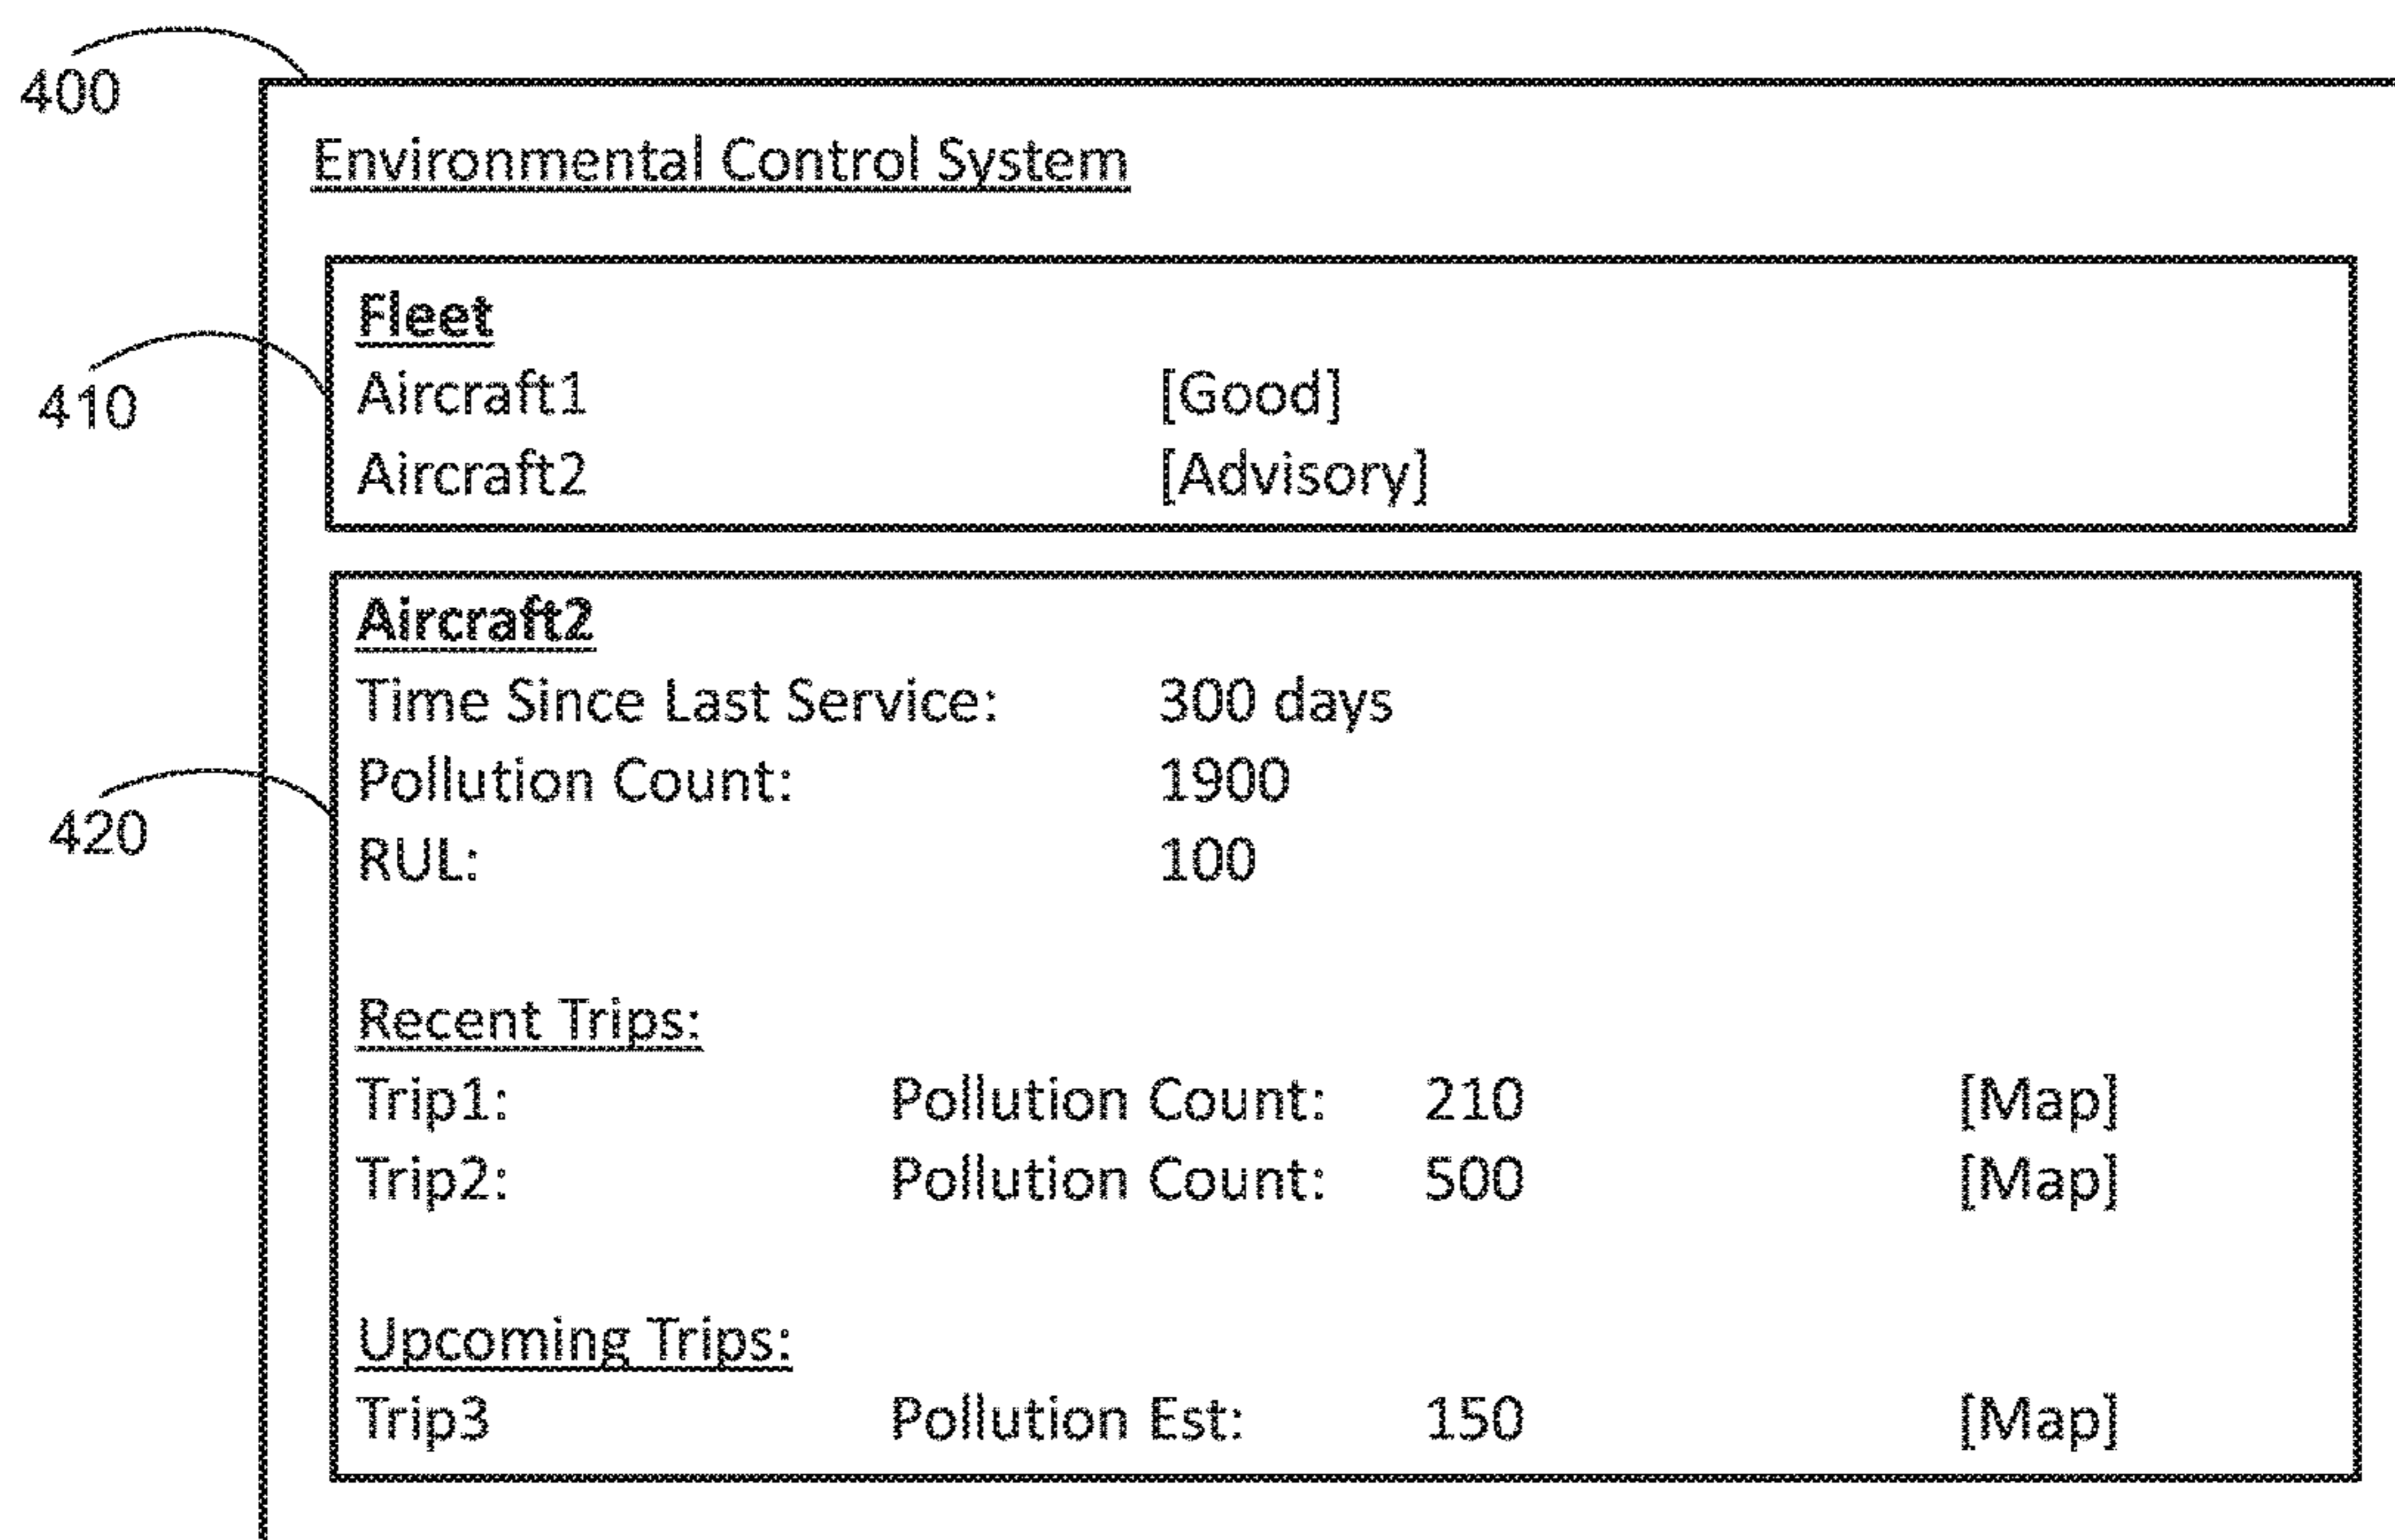 400
Environmental Control System
410
Fleet
Aircraft1 [Good]
Aircraft2 [Advisory]
420
Aircraft2
Time Since Last Service: 300 days
Pollution Count: 1900
RUL: 100
Recent Trips:
Trip1: Pollution Count: 210 [Map]
Trip2: Pollution Count: 500 [Map]
Upcoming Trips:
Trip3 Pollution Est: 150 [Map]